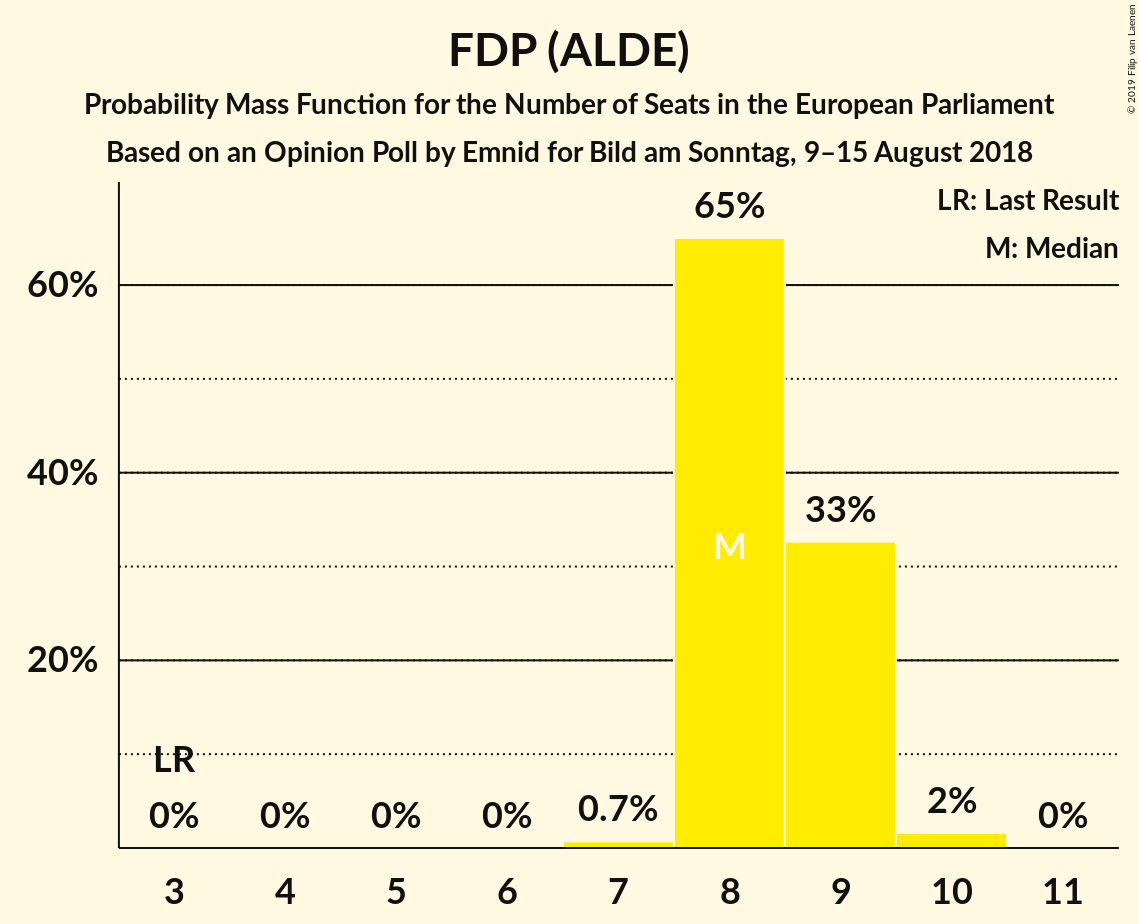 FDP (ALDE)
Probability Mass Function for the Number of Seats in the European Parliament
Based on an Opinion Poll by Emnid for Bild am Sonntag, 9–15 August 2018
© 2019 Filip van Laenen
LR: Last Result
M: Median
65%
60%
40%
33%
M
20%
LR
0% 0% 0% 0% 0.7% 2% 0%
3 4 5 6 7 8 9 10 11